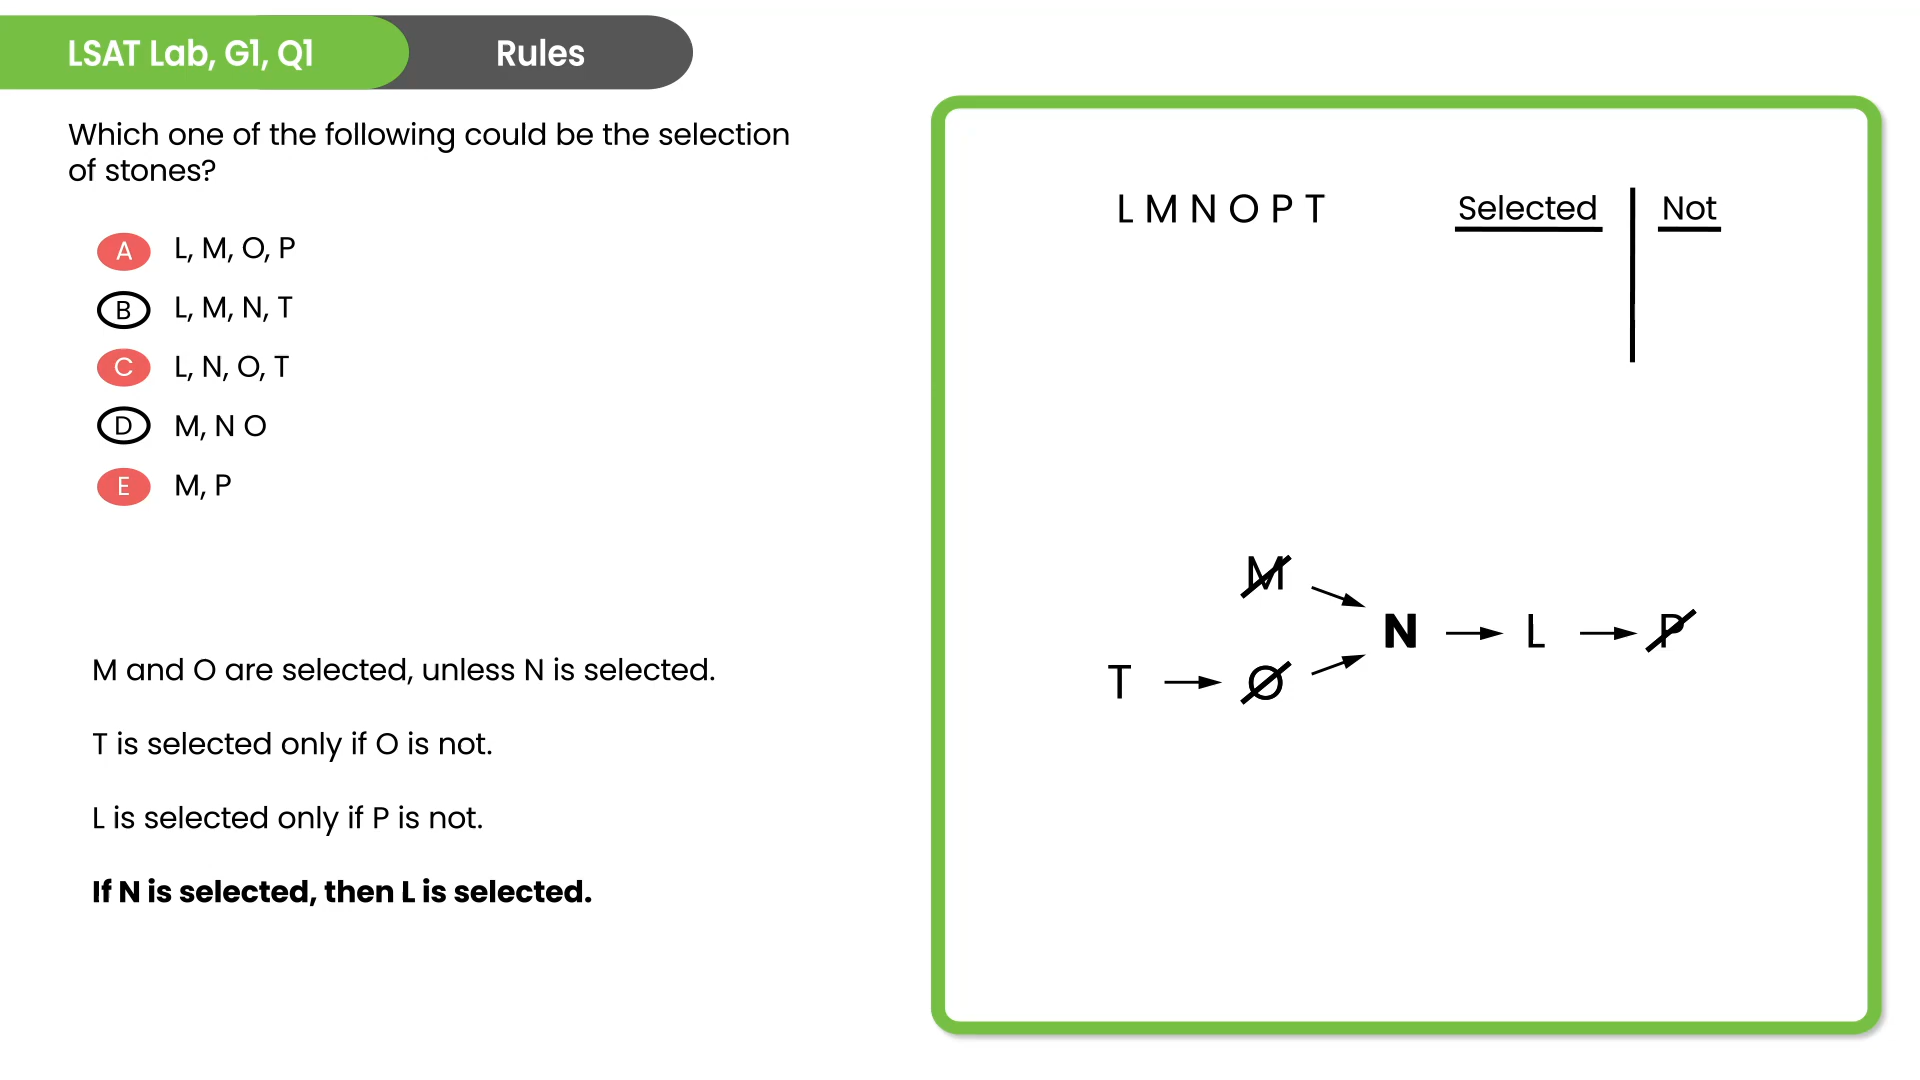 LSAT Lab, G1, Q1
Rules
Which one of the following could be the selection
of stones?
A L, M, O, P
B L, M, N, T
C L, N, O, T
D M, N O
E M, P
M and O are selected, unless N is selected.
T is selected only if O is not.
L is selected only if P is not.
If N is selected, then L is selected.
L M N O P T
Selected
Not
M
N L P
T O